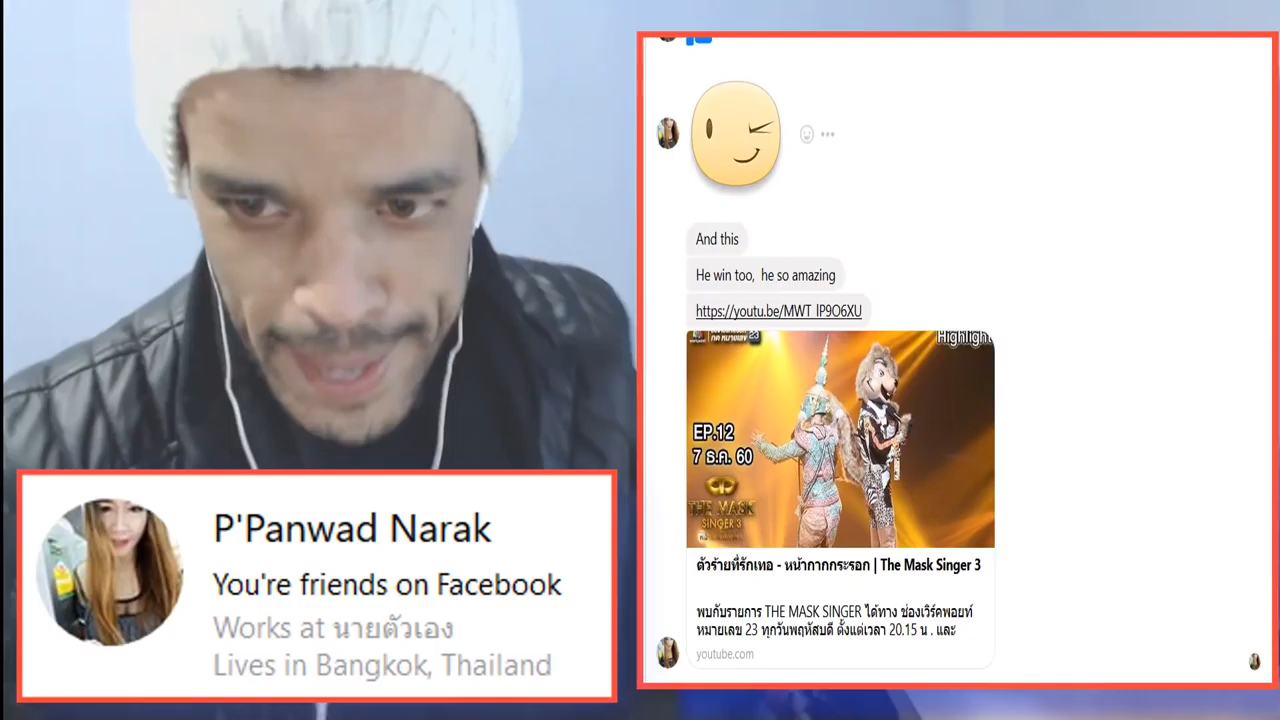 P'Panwad Narak
You're friends on Facebook
Works at นายตัวเอง
Lives in Bangkok, Thailand
And this
He win too, he so amazing
https://youtu.be/MWT_IP9O6XU
Highlight
23
EP.12
7 ธ.ค. 60
THE MASK
SINGER 3
ตัวร้ายที่รักเทอ - หน้ากากกระรอก | The Mask Singer 3
พบกับรายการ THE MASK SINGER ได้ทาง ช่องเวิร์คพอยท์
หมายเลข 23 ทุกวันพฤหัสบดี ตั้งแต่เวลา 20.15 น . และ
youtube.com